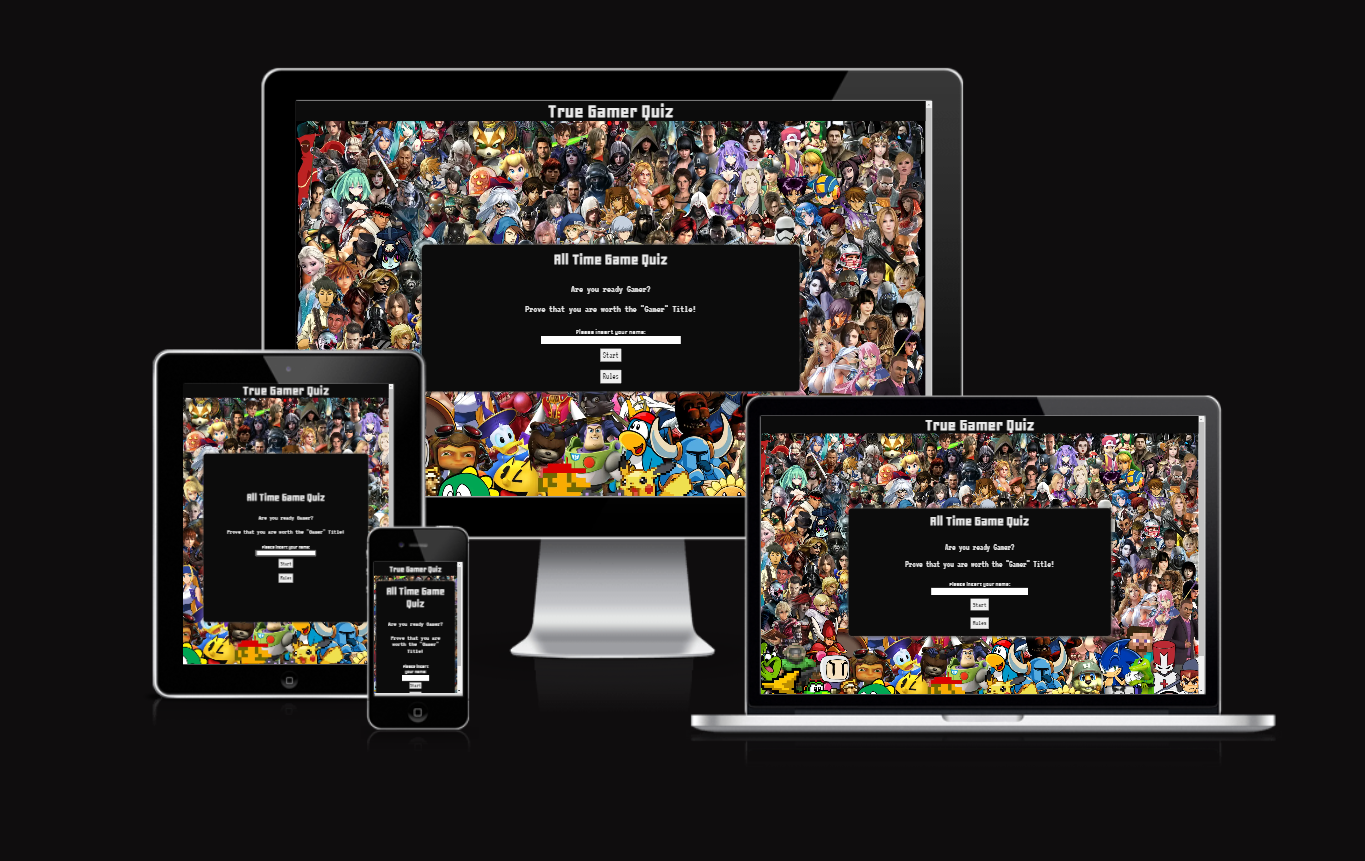 True Gamer Quiz
All Time Game Quiz
Are you ready Gamer?
Prove that you are worth the "Gamer" Title!
Please insert your name:
Start
Rules
True Gamer Quiz
All Time Game Quiz
Are you ready Gamer?
Prove that you are worth the "Gamer" Title!
Please insert your name:
Start
Rules
True Gamer Quiz
All Time Game
Quiz
Are you ready Gamer?
Prove that you are
worth the "Gamer"
Title!
Please insert
your name:
Start
True Gamer Quiz
All Time Game Quiz
Are you ready Gamer?
Prove that you are worth the "Gamer" Title!
Please insert your name:
Start
Rules